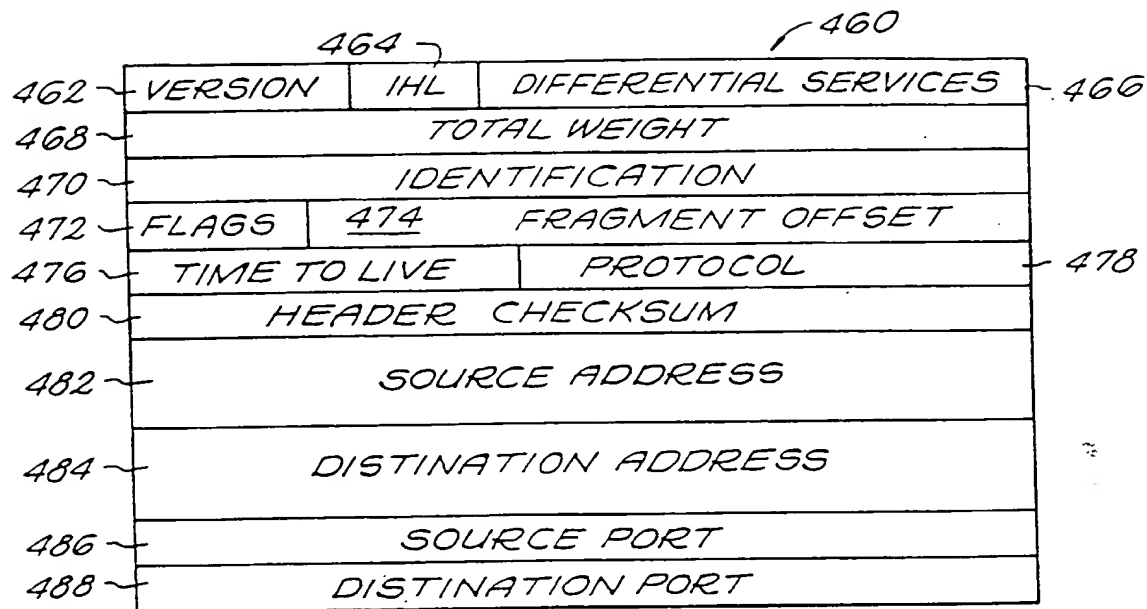 464 460
462 VERSION IHL DIFFERENTIAL SERVICES 466
468 TOTAL WEIGHT
470 IDENTIFICATION
472 FLAGS 474 FRAGMENT OFFSET
476 TIME TO LIVE PROTOCOL 478
480 HEADER CHECKSUM
482 SOURCE ADDRESS
484 DISTINATION ADDRESS
486 SOURCE PORT
488 DISTINATION PORT